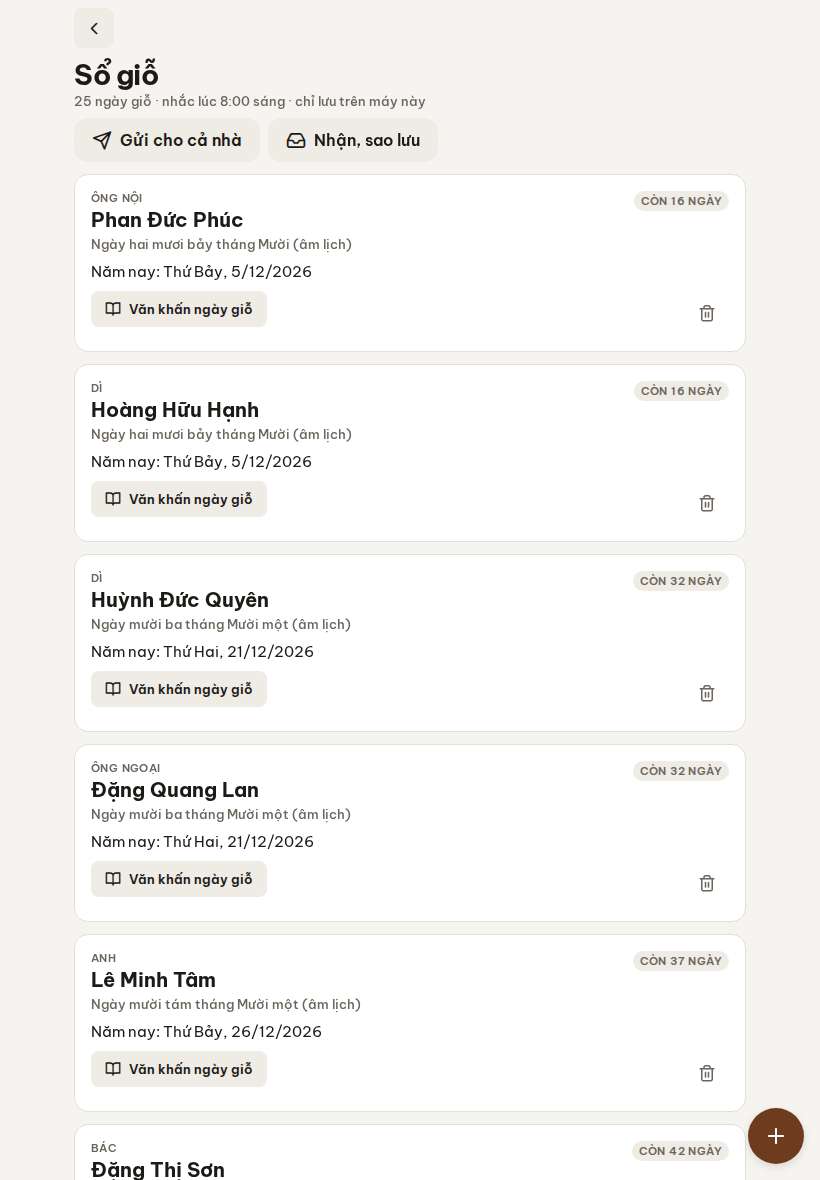 Sổ giỗ
25 ngày giỗ · nhắc lúc 8:00 sáng · chỉ lưu trên máy này
Gửi cho cả nhà
Nhận, sao lưu
ÔNG NỘI
CÒN 16 NGÀY
Phan Đức Phúc
Ngày hai mươi bảy tháng Mười (âm lịch)
Năm nay: Thứ Bảy, 5/12/2026
Văn khấn ngày giỗ
DÌ
CÒN 16 NGÀY
Hoàng Hữu Hạnh
Ngày hai mươi bảy tháng Mười (âm lịch)
Năm nay: Thứ Bảy, 5/12/2026
Văn khấn ngày giỗ
DÌ
CÒN 32 NGÀY
Huỳnh Đức Quyên
Ngày mười ba tháng Mười một (âm lịch)
Năm nay: Thứ Hai, 21/12/2026
Văn khấn ngày giỗ
ÔNG NGOẠI
CÒN 32 NGÀY
Đặng Quang Lan
Ngày mười ba tháng Mười một (âm lịch)
Năm nay: Thứ Hai, 21/12/2026
Văn khấn ngày giỗ
ANH
CÒN 37 NGÀY
Lê Minh Tâm
Ngày mười tám tháng Mười một (âm lịch)
Năm nay: Thứ Bảy, 26/12/2026
Văn khấn ngày giỗ
BÁC
CÒN 42 NGÀY
Đặng Thị Sơn